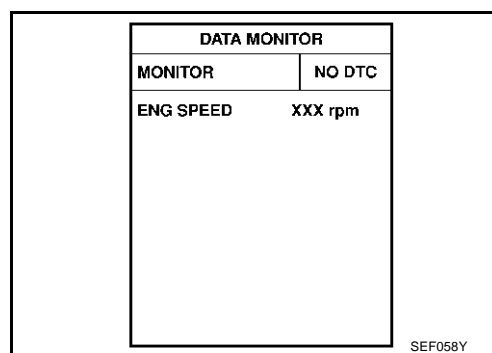 DATA MONITOR
MONITOR NO DTC
ENG SPEED XXX rpm
SEF058Y